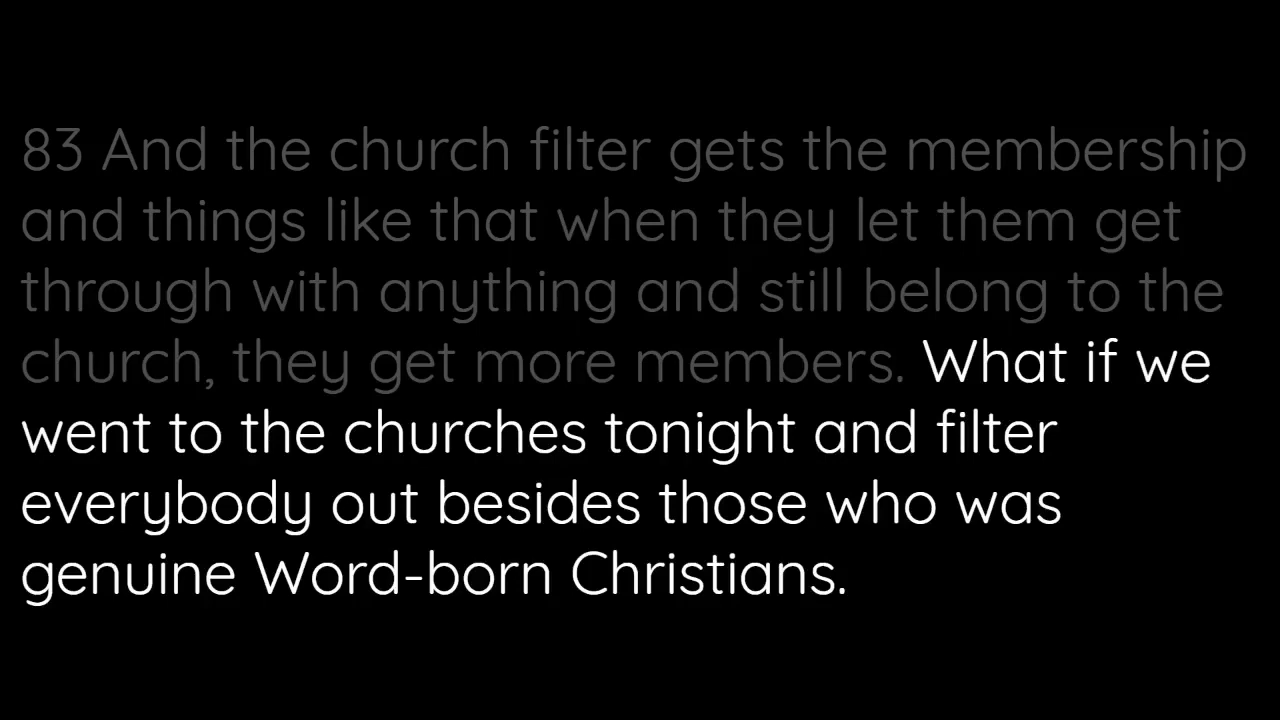 83 And the church filter gets the membership
and things like that when they let them get
through with anything and still belong to the
church, they get more members. What if we
went to the churches tonight and filter
everybody out besides those who was
genuine Word-born Christians.